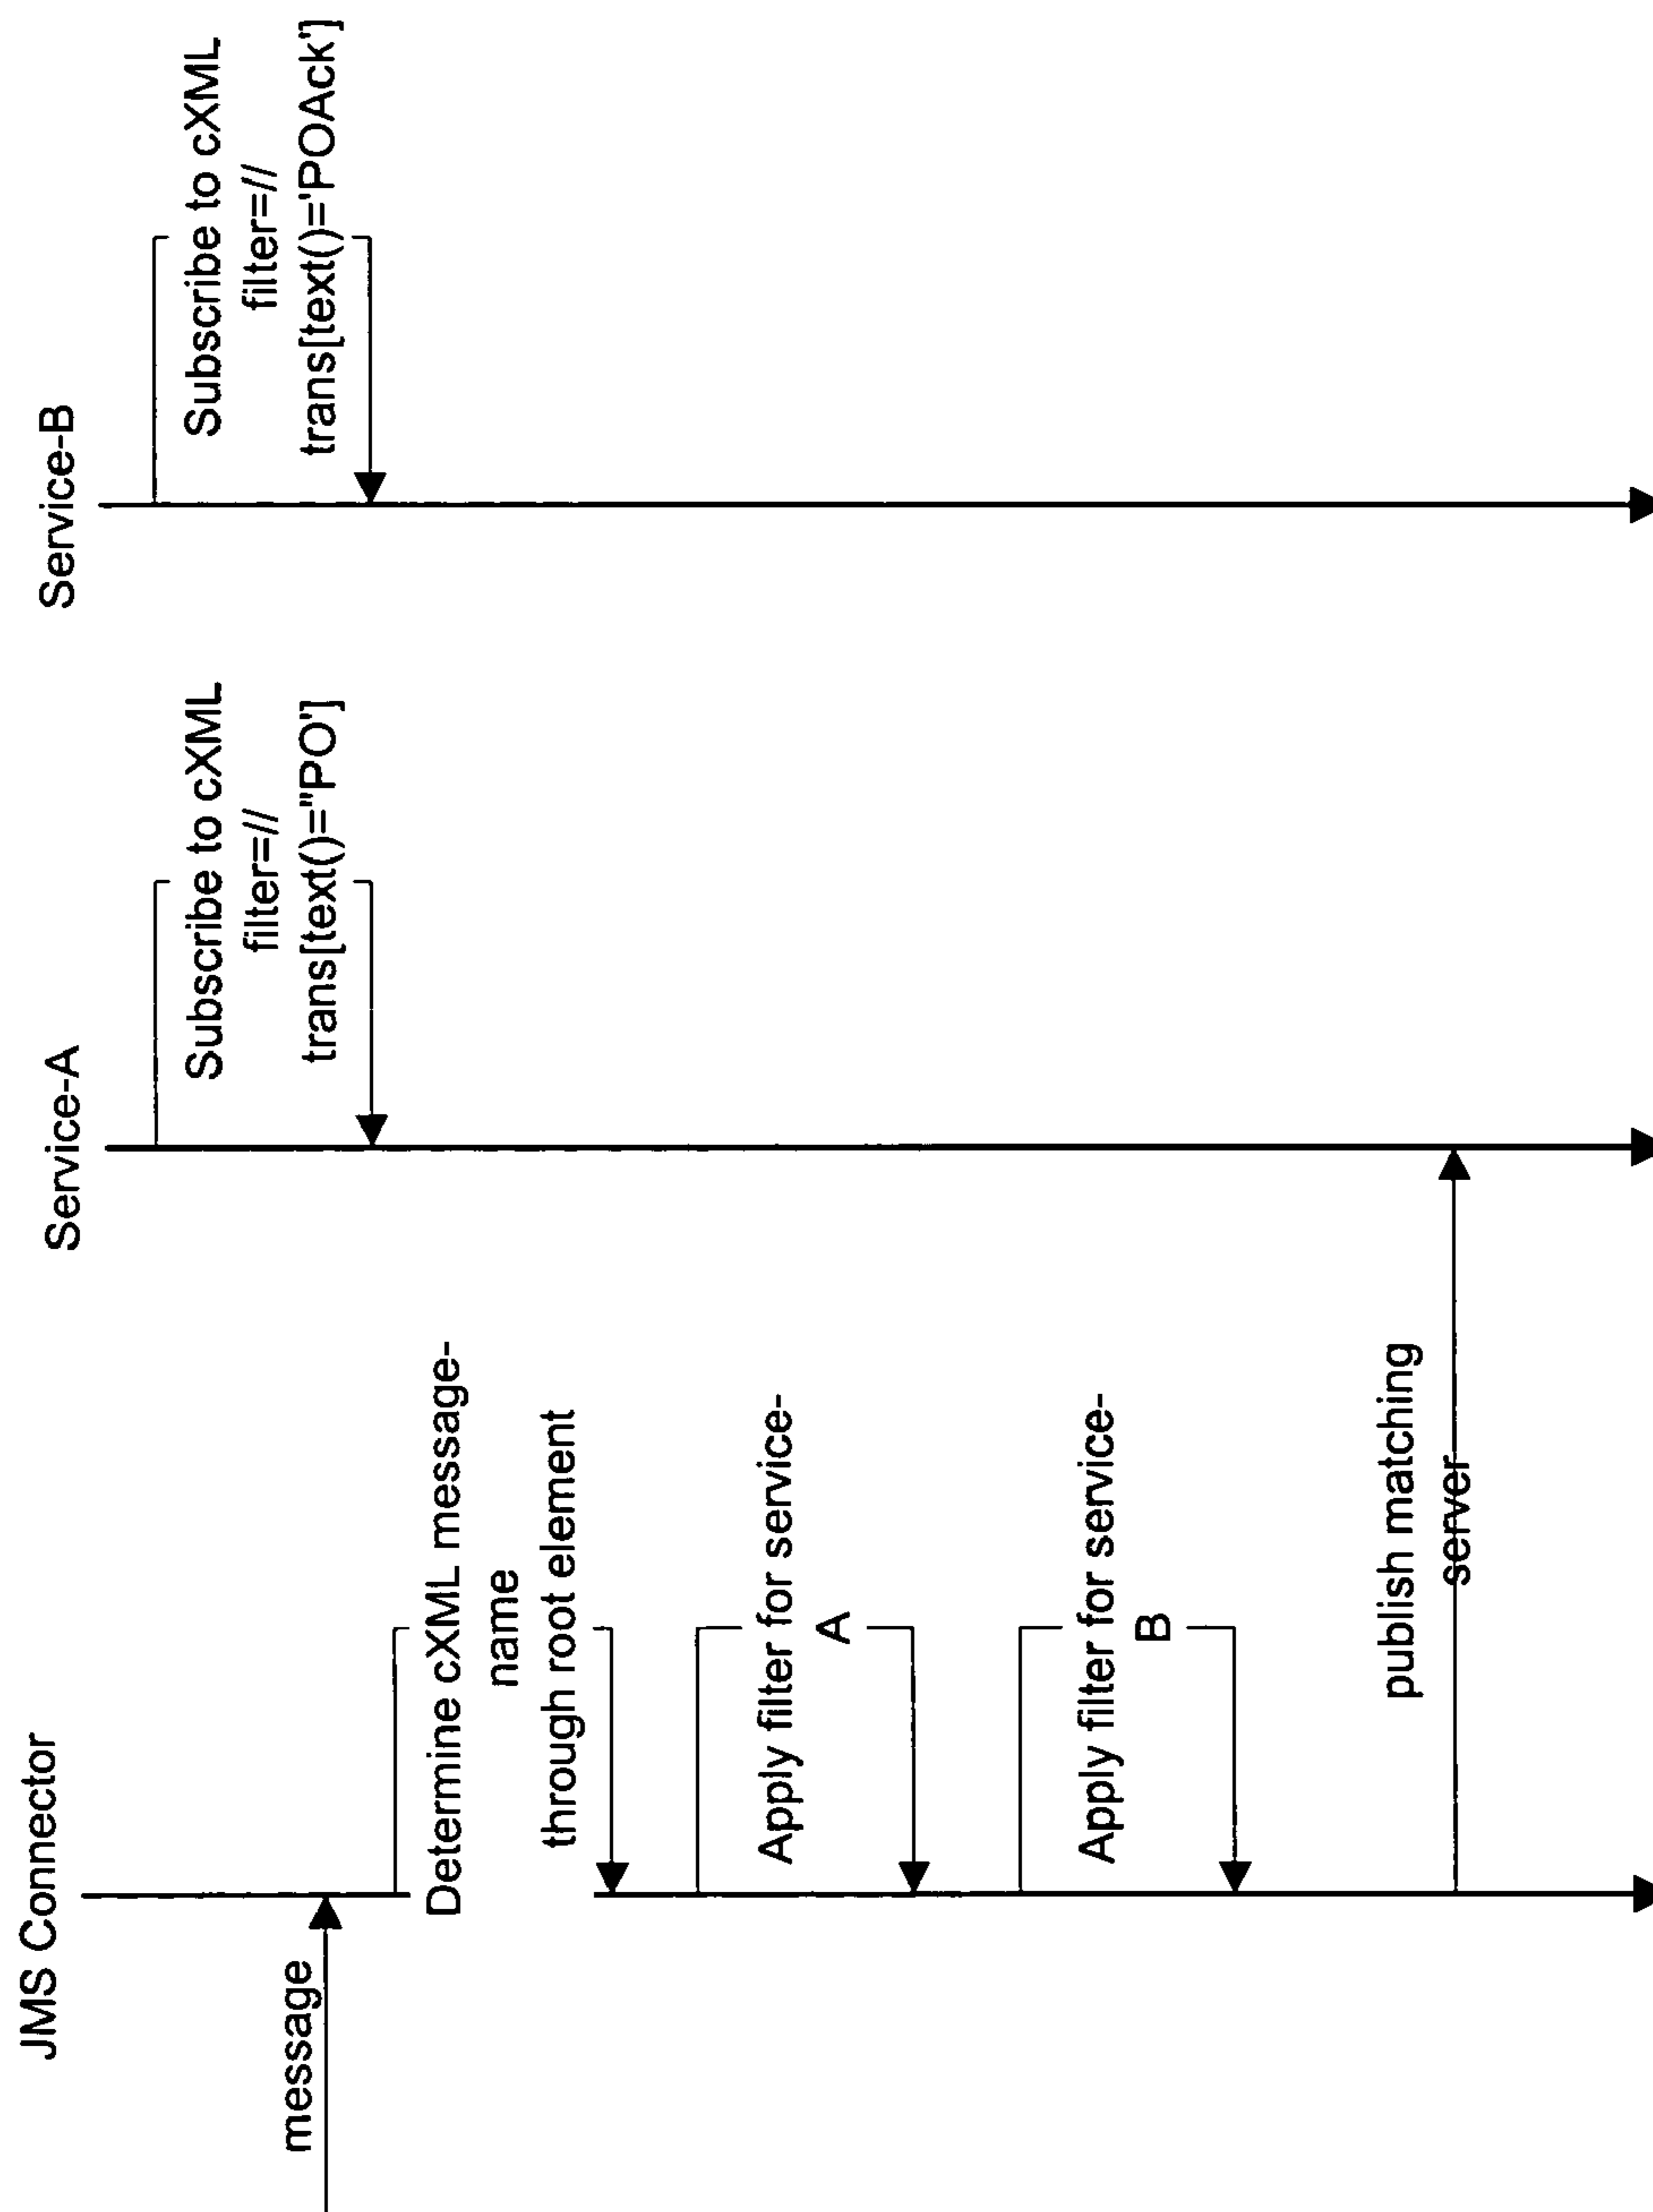 JMS Connector
Service-A
Service-B
Subscribe to cXML
filter=//
trans[text()="PO']
Subscribe to cXML
filter=//
trans[text()='POAck']
message
Determine cXML message-
name
through root element
Apply filter for service-
A
Apply filter for service-
B
publish matching
server